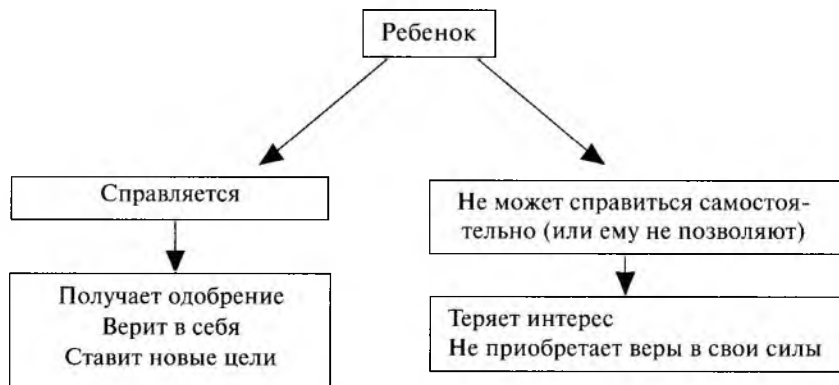 Ребенок
Справляется
Не может справиться самостоя-
тельно (или ему не позволяют)
Получает одобрение
Верит в себя
Ставит новые цели
Теряет интерес
Не приобретает веры в свои силы